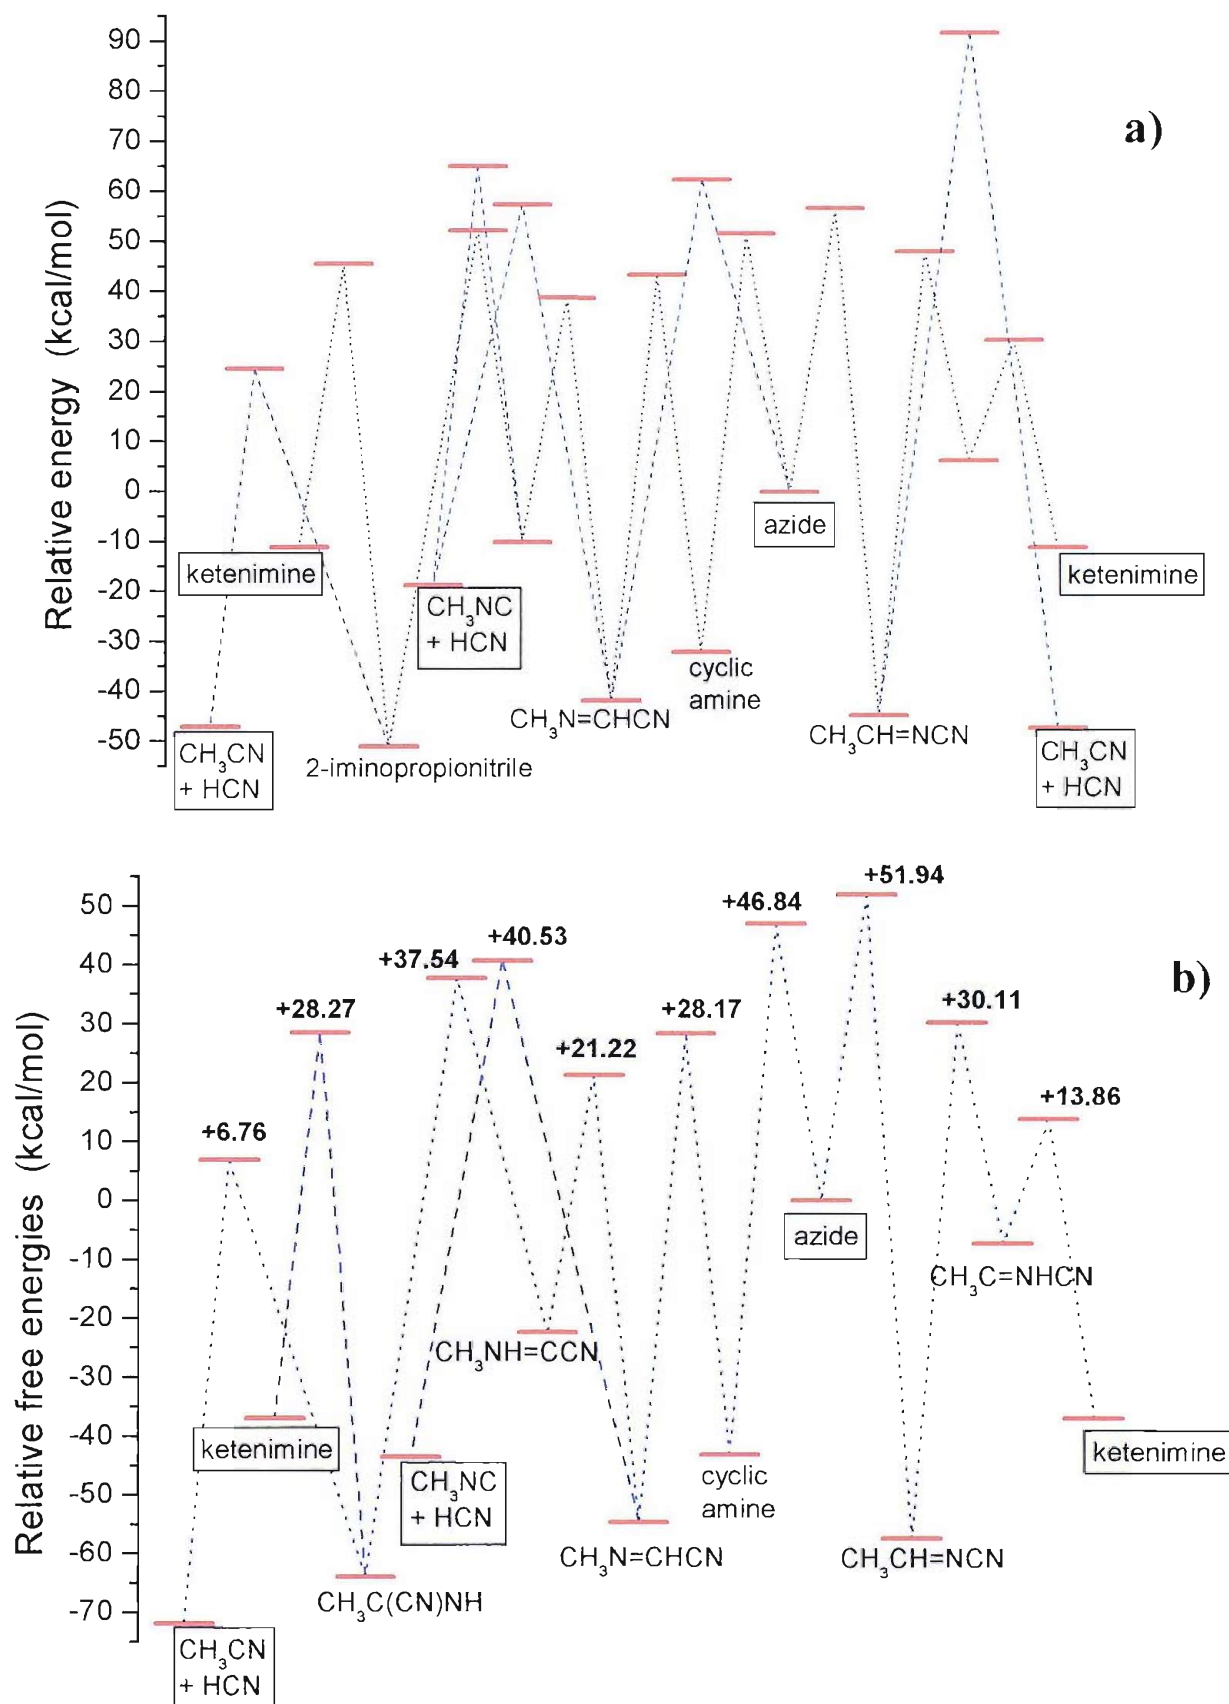 a)
Relative energy (kcal/mol)
90
80
70
60
50
40
30
20
10
0
-10
-20
-30
-40
-50
ketenimine
CH3NC
+ HCN
azide
ketenimine
cyclic
amine
CH3N=CHCN
CH3CH=NCN
CH3CN
+ HCN
2-iminopropionitrile
CH3CN
+ HCN
b)
Relative free energies (kcal/mol)
50
40
30
20
10
0
-10
-20
-30
-40
-50
-60
-70
+6.76
+28.27
+37.54
+40.53
+21.22
+28.17
+46.84
+51.94
+30.11
+13.86
azide
CH3C=NHCN
CH3NH=CCN
ketenimine
ketenimine
CH3NC
+ HCN
cyclic
amine
CH3N=CHCN
CH3CH=NCN
CH3C(CN)NH
CH3CN
+ HCN